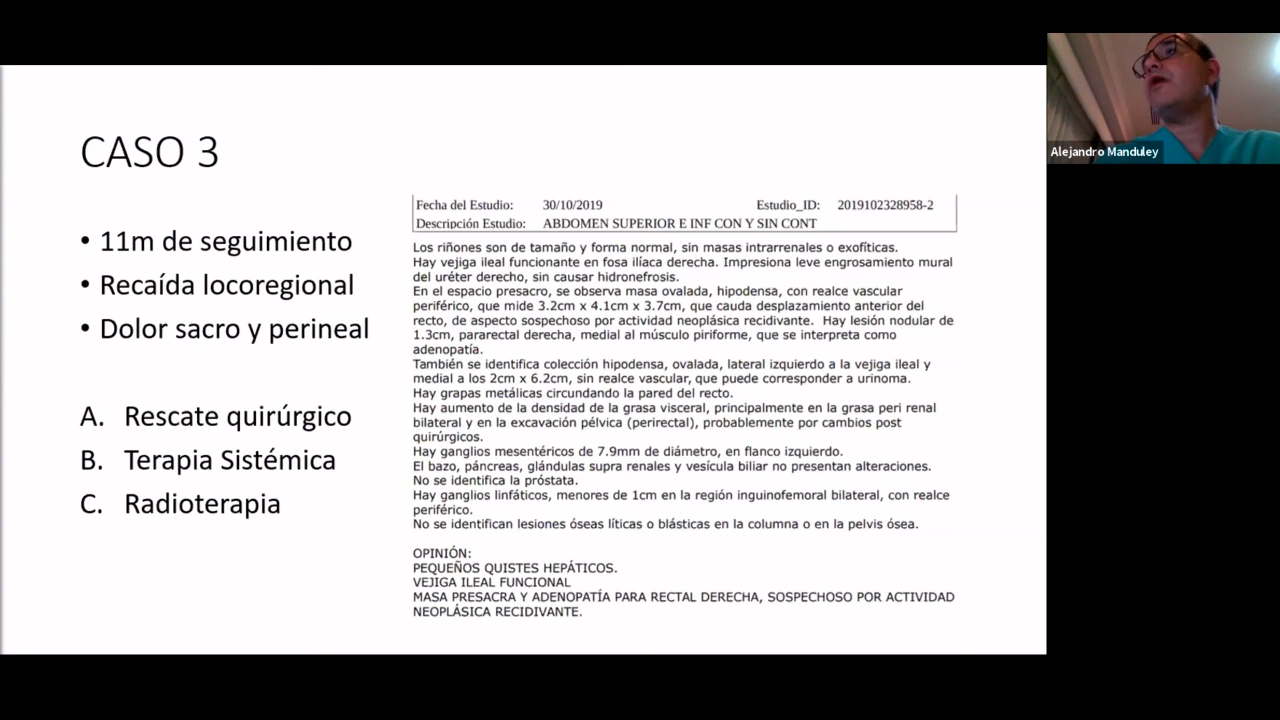 CASO 3
• 11m de seguimiento
• Recaída locoregional
• Dolor sacro y perineal
A. Rescate quirúrgico
B. Terapia Sistémica
C. Radioterapia
Fecha del Estudio: 30/10/2019 Estudio_ID: 2019102328958-2
Descripción Estudio: ABDOMEN SUPERIOR E INF CON Y SIN CONT
Los riñones son de tamaño y forma normal, sin masas intrarrenales o exofíticas.
Hay vejiga ileal funcionante en fosa ilíaca derecha. Impresiona leve engrosamiento mural
del uréter derecho, sin causar hidronefrosis.
En el espacio presacro, se observa masa ovalada, hipodensa, con realce vascular
periférico, que mide 3.2cm x 4.1cm x 3.7cm, que cauda desplazamiento anterior del
recto, de aspecto sospechoso por actividad neoplásica recidivante. Hay lesión nodular de
1.3cm, pararectal derecha, medial al músculo piriforme, que se interpreta como
adenopatía.
También se identifica colección hipodensa, ovalada, lateral izquierdo a la vejiga ileal y
medial a los 2cm x 6.2cm, sin realce vascular, que puede corresponder a urinoma.
Hay grapas metálicas circundando la pared del recto.
Hay aumento de la densidad de la grasa visceral, principalmente en la grasa peri renal
bilateral y en la excavación pélvica (perirectal), probablemente por cambios post
quirúrgicos.
Hay ganglios mesentéricos de 7.9mm de diámetro, en flanco izquierdo.
El bazo, páncreas, glándulas supra renales y vesícula biliar no presentan alteraciones.
No se identifica la próstata.
Hay ganglios linfáticos, menores de 1cm en la región inguinofemoral bilateral, con realce
periférico.
No se identifican lesiones óseas líticas o blásticas en la columna o en la pelvis ósea.
OPINIÓN:
PEQUEÑOS QUISTES HEPÁTICOS.
VEJIGA ILEAL FUNCIONAL
MASA PRESACRA Y ADENOPATÍA PARA RECTAL DERECHA, SOSPECHOSO POR ACTIVIDAD
NEOPLÁSICA RECIDIVANTE.
Alejandro Manduley